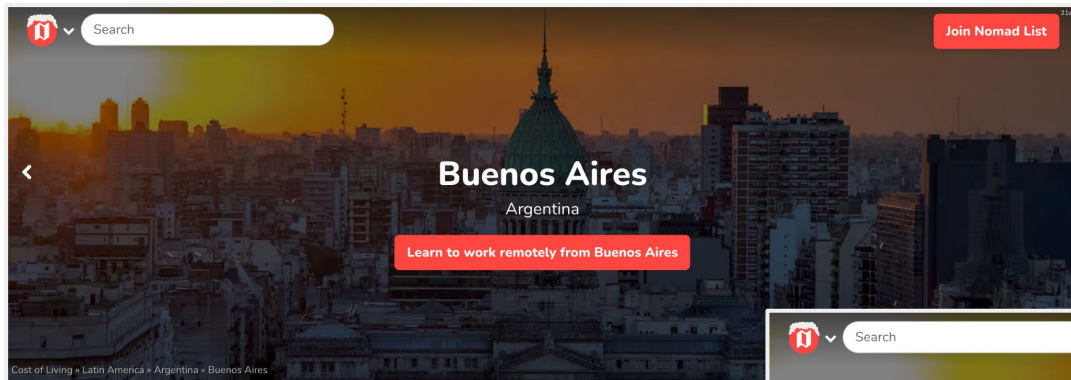 Search
Join Nomad List
Buenos Aires
Argentina
Learn to work remotely from Buenos Aires
Search
Cost of Living » Latin America » Argentina » Buenos Aires